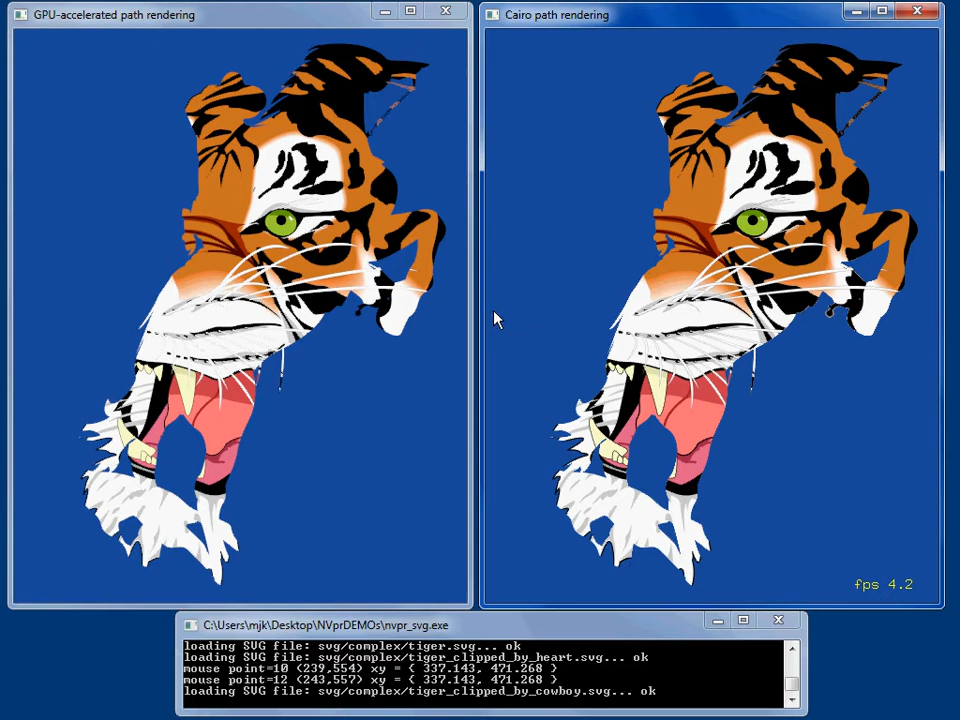 GPU-accelerated path rendering
Cairo path rendering
fps 4.2
C:\Users\mjk\Desktop\NVprDEMOs\nvpr_svg.exe
loading SVG file: svg/complex/tiger.svg... ok
loading SVG file: svg/complex/tiger_clipped_by_heart.svg... ok
mouse point=10 (239,554) xy = { 337.143, 471.268 }
mouse point=12 (243,557) xy = { 337.143, 471.268 }
loading SVG file: svg/complex/tiger_clipped_by_cowboy.svg... ok